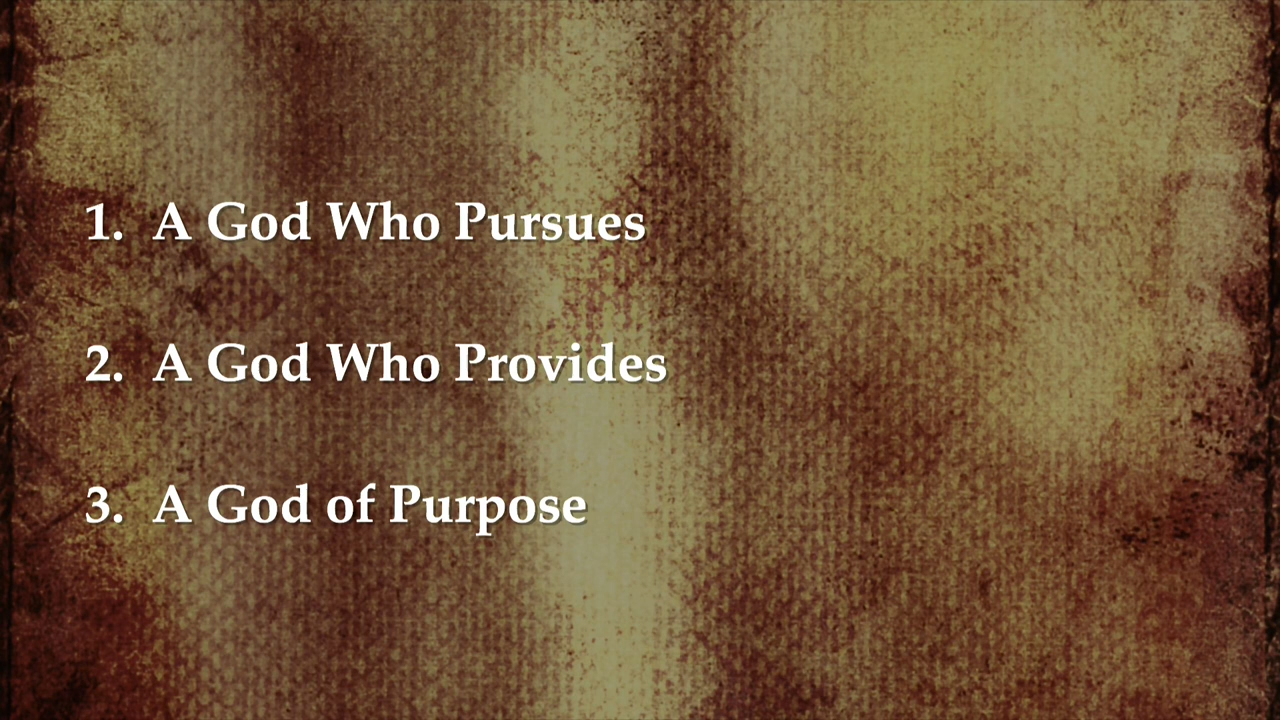 1. A God Who Pursues
2. A God Who Provides
3. A God of Purpose